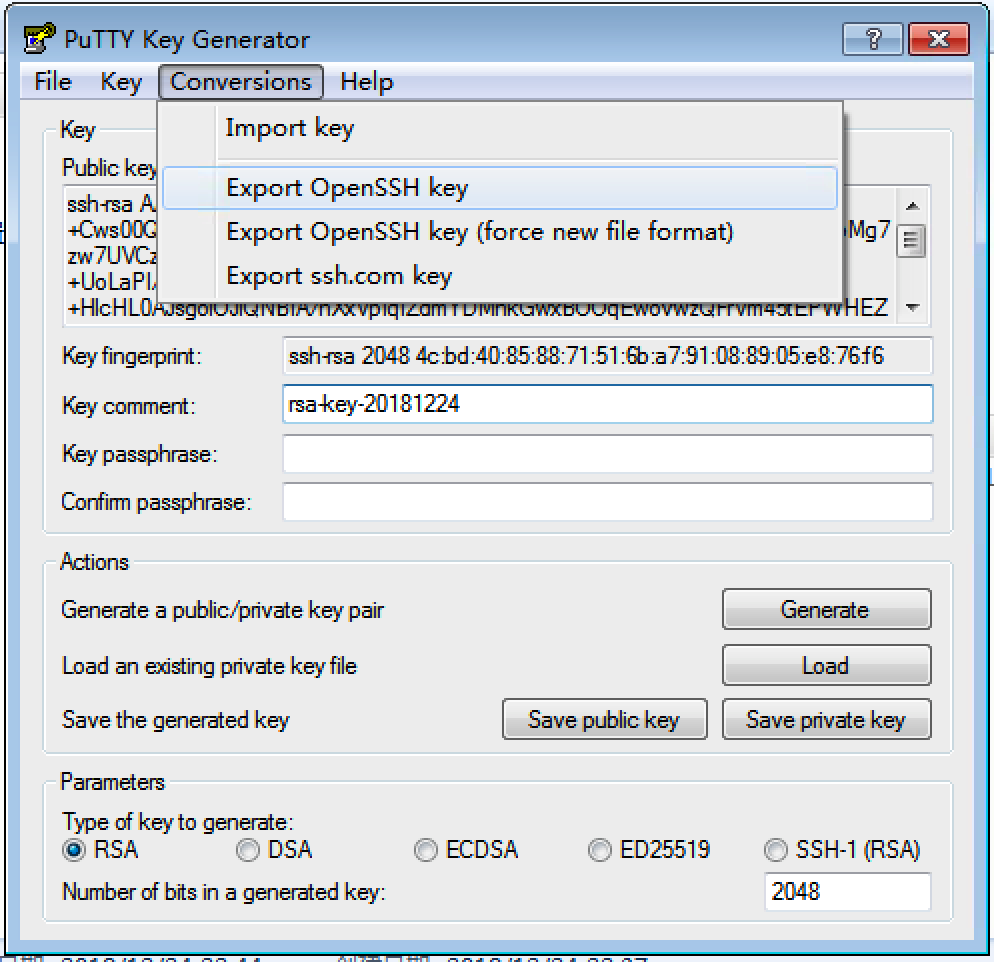 PuTTY Key Generator
File Key Conversions Help
Import key
Export OpenSSH key
Export OpenSSH key (force new file format)
Export ssh.com key
Key
Public key
ssh-rsa
+Cws00Q Mg7
zw7UVCz
+UoLaPlA
Key fingerprint: ssh-rsa 2048 4c:bd:40:85:88:71:51:6b:a7:91:08:89:05:e8:76:f6
Key comment: rsa-key-20181224
Key passphrase:
Confirm passphrase:
Actions
Generate a public/private key pair Generate
Load an existing private key file Load
Save the generated key Save public key Save private key
Parameters
Type of key to generate:
RSA DSA ECDSA ED25519 SSH-1 (RSA)
Number of bits in a generated key: 2048